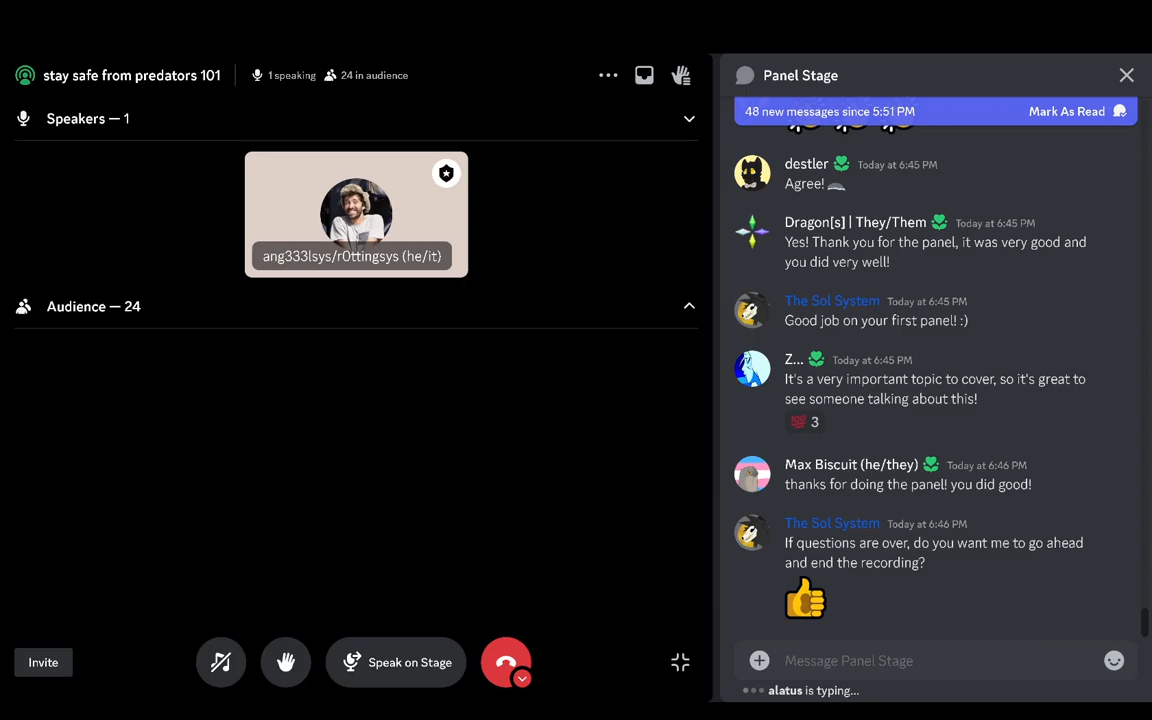 stay safe from predators 101
1 speaking
24 in audience
Speakers — 1
ang333lsys/r0ttingsys (he/it)
Audience — 24
Invite
Speak on Stage
Panel Stage
48 new messages since 5:51 PM
Mark As Read
destler Today at 6:45 PM
Agree!
Dragon[s] | They/Them Today at 6:45 PM
Yes! Thank you for the panel, it was very good and
you did very well!
The Sol System Today at 6:45 PM
Good job on your first panel! :)
Z... Today at 6:45 PM
It's a very important topic to cover, so it's great to
see someone talking about this!
💯 3
Max Biscuit (he/they) Today at 6:46 PM
thanks for doing the panel! you did good!
The Sol System Today at 6:46 PM
If questions are over, do you want me to go ahead
and end the recording?
Message Panel Stage
alatus is typing...